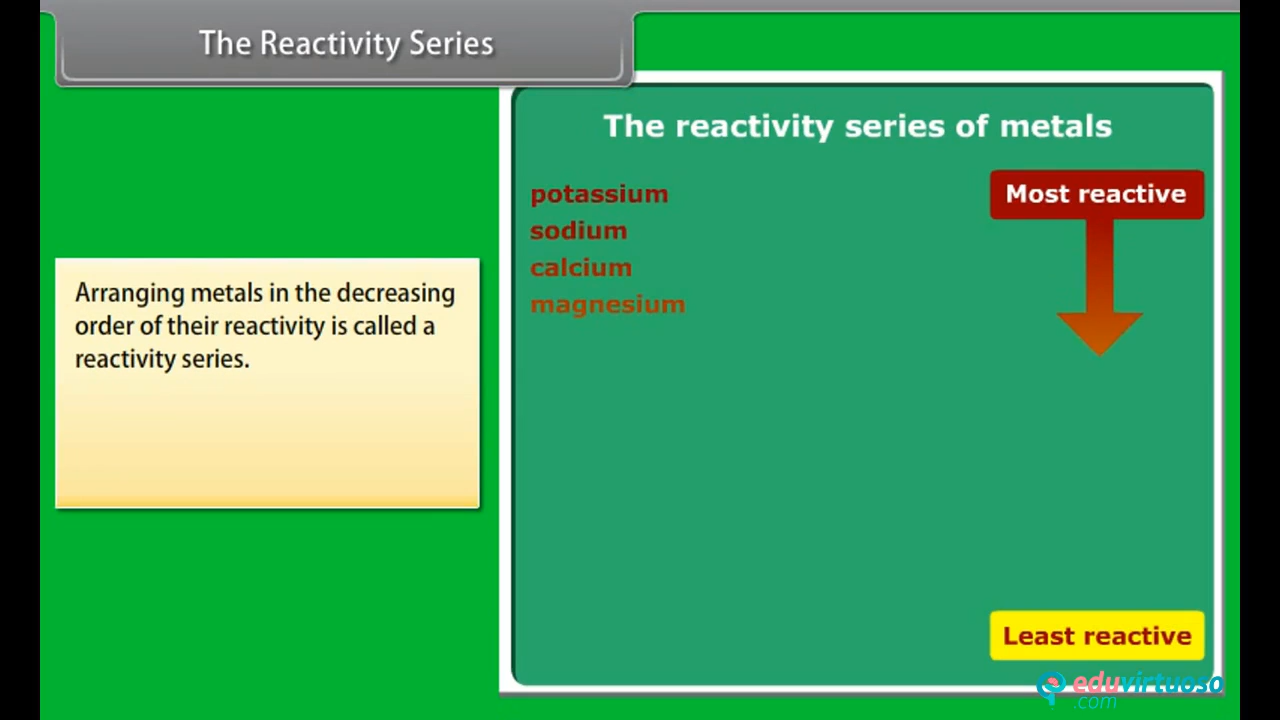 The Reactivity Series
Arranging metals in the decreasing
order of their reactivity is called a
reactivity series.
The reactivity series of metals
potassium
sodium
calcium
magnesium
Most reactive
Least reactive
eduvirtuoso
.com